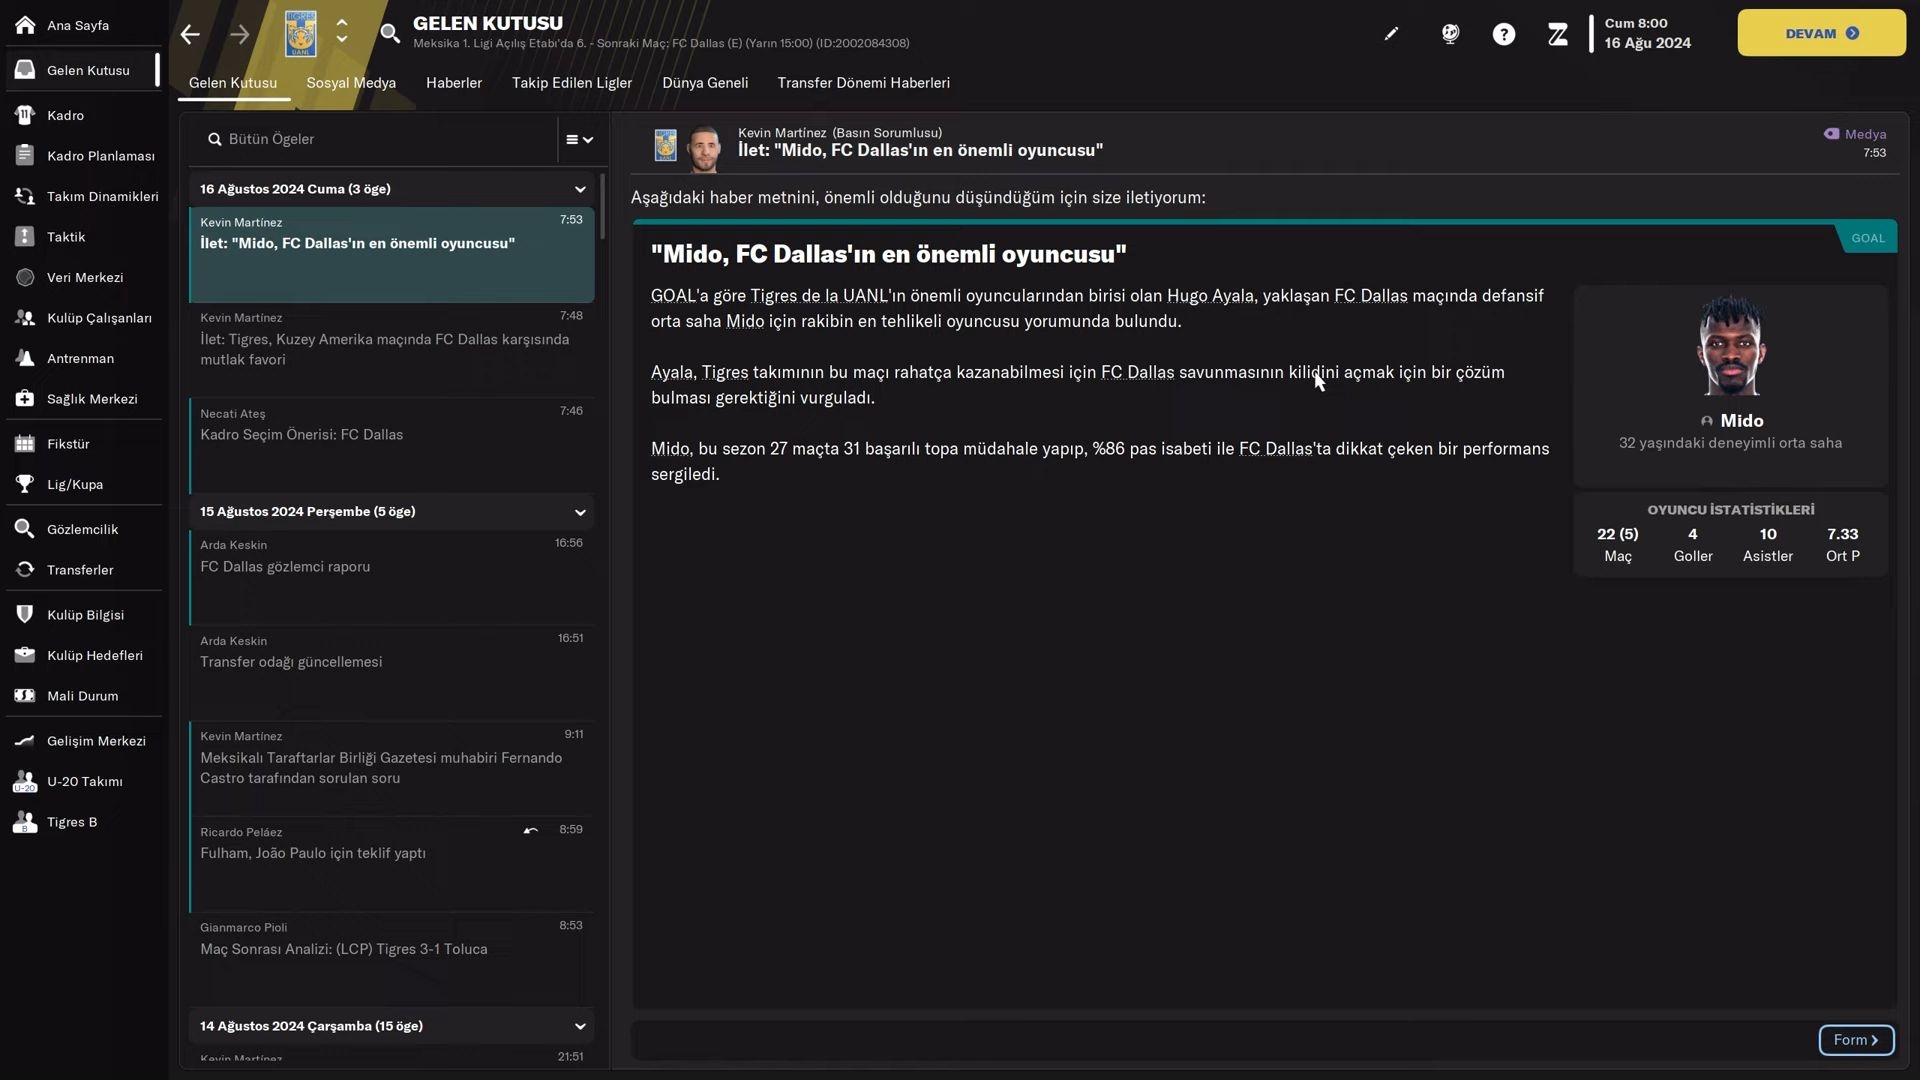 Ana Sayfa
Gelen Kutusu
Kadro
Kadro Planlaması
Takım Dinamikleri
Taktik
Veri Merkezi
Kulüp Çalışanları
Antrenman
Sağlık Merkezi
Fikstür
Lig/Kupa
Gözlemcilik
Transferler
Kulüp Bilgisi
Kulüp Hedefleri
Mali Durum
Gelişim Merkezi
U-20 Takımı
Tigres B
GELEN KUTUSU
Meksika 1. Ligi Açılış Etabı'da 6. - Sonraki Maç: FC Dallas (E) (Yarın 15:00) (ID:2002084308)
Cum 8:00
16 Ağu 2024
DEVAM
Gelen Kutusu Sosyal Medya Haberler Takip Edilen Ligler Dünya Geneli Transfer Dönemi Haberleri
Bütün Ögeler
16 Ağustos 2024 Cuma (3 öge)
Kevin Martínez 7:53
İlet: "Mido, FC Dallas'ın en önemli oyuncusu"
Kevin Martínez 7:48
İlet: Tigres, Kuzey Amerika maçında FC Dallas karşısında
mutlak favori
Necati Ateş 7:46
Kadro Seçim Önerisi: FC Dallas
15 Ağustos 2024 Perşembe (5 öge)
Arda Keskin 16:56
FC Dallas gözlemci raporu
Arda Keskin 16:51
Transfer odağı güncellemesi
Kevin Martínez 9:11
Meksikalı Taraftarlar Birliği Gazetesi muhabiri Fernando
Castro tarafından sorulan soru
Ricardo Peláez 8:59
Fulham, João Paulo için teklif yaptı
Gianmarco Pioli 8:53
Maç Sonrası Analizi: (LCP) Tigres 3-1 Toluca
14 Ağustos 2024 Çarşamba (15 öge)
Kevin Martínez 21:51
Kevin Martínez (Basın Sorumlusu)
İlet: "Mido, FC Dallas'ın en önemli oyuncusu"
Medya
7:53
Aşağıdaki haber metnini, önemli olduğunu düşündüğüm için size iletiyorum:
GOAL
"Mido, FC Dallas'ın en önemli oyuncusu"
GOAL'a göre Tigres de la UANL'ın önemli oyuncularından birisi olan Hugo Ayala, yaklaşan FC Dallas maçında defansif
orta saha Mido için rakibin en tehlikeli oyuncusu yorumunda bulundu.
Ayala, Tigres takımının bu maçı rahatça kazanabilmesi için FC Dallas savunmasının kilidini açmak için bir çözüm
bulması gerektiğini vurguladı.
Mido, bu sezon 27 maçta 31 başarılı topa müdahale yapıp, %86 pas isabeti ile FC Dallas'ta dikkat çeken bir performans
sergiledi.
Mido
32 yaşındaki deneyimli orta saha
OYUNCU İSTATİSTİKLERİ
22 (5) 4 10 7.33
Maç Goller Asistler Ort P
Form